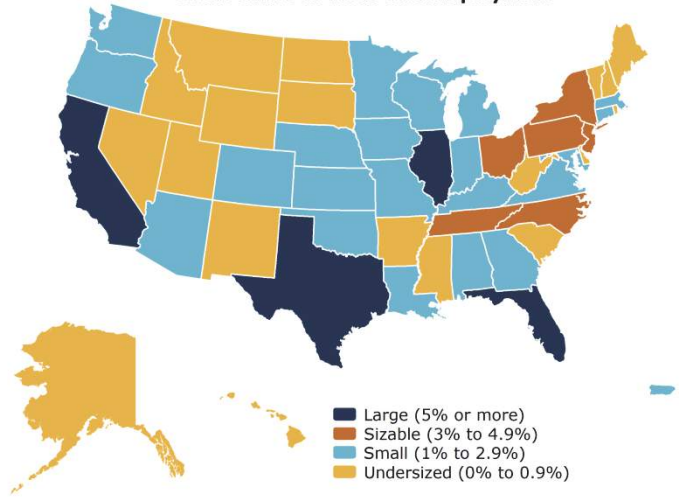 Large (5% or more)
Sizable (3% to 4.9%)
Small (1% to 2.9%)
Undersized (0% to 0.9%)